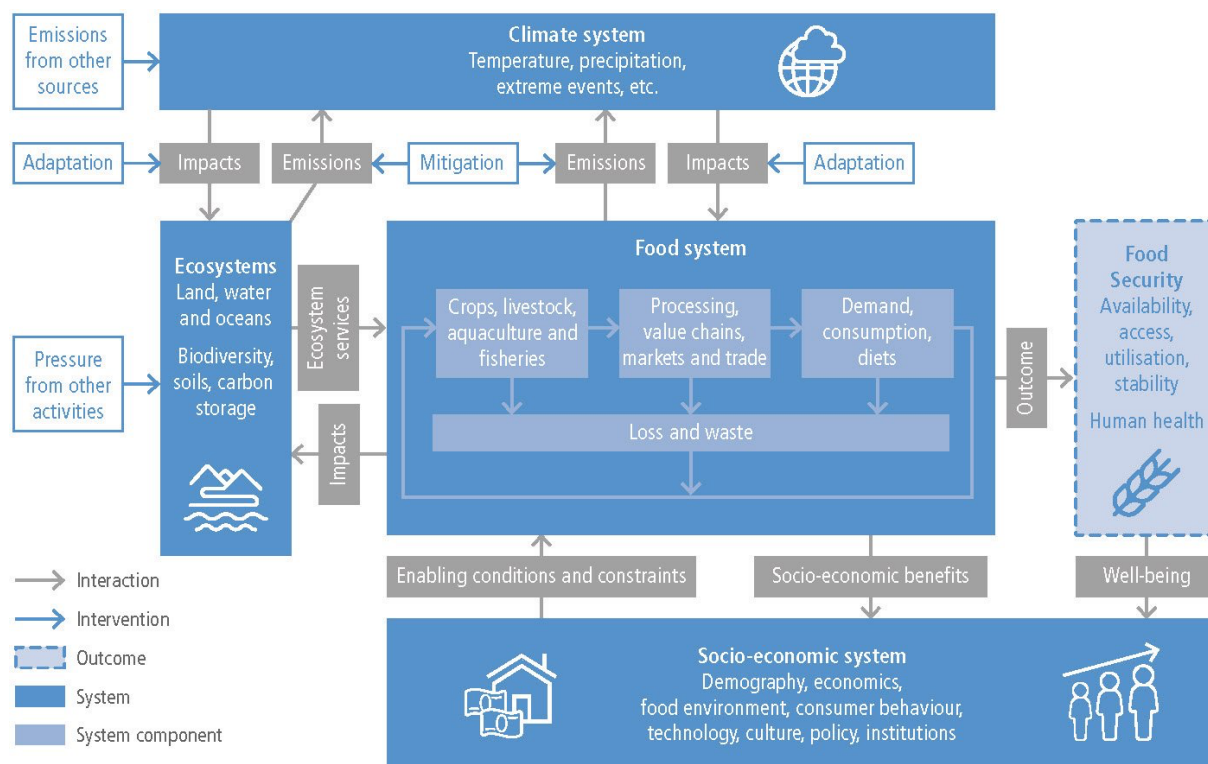 Emissions
from other
sources
Climate system
Temperature, precipitation,
extreme events, etc.
Adaptation
Impacts
Emissions
Mitigation
Emissions
Impacts
Adaptation
Pressure
from other
activities
Ecosystems
Land, water
and oceans
Biodiversity,
soils, carbon
storage
Ecosystem
services
Impacts
Food system
Crops, livestock,
aquaculture and
fisheries
Processing,
value chains,
markets and trade
Demand,
consumption,
diets
Loss and waste
Outcome
Food
Security
Availability,
access,
utilisation,
stability
Human health
Enabling conditions and constraints
Socio-economic benefits
Well-being
Socio-economic system
Demography, economics,
food environment, consumer behaviour,
technology, culture, policy, institutions
Interaction
Intervention
Outcome
System
System component